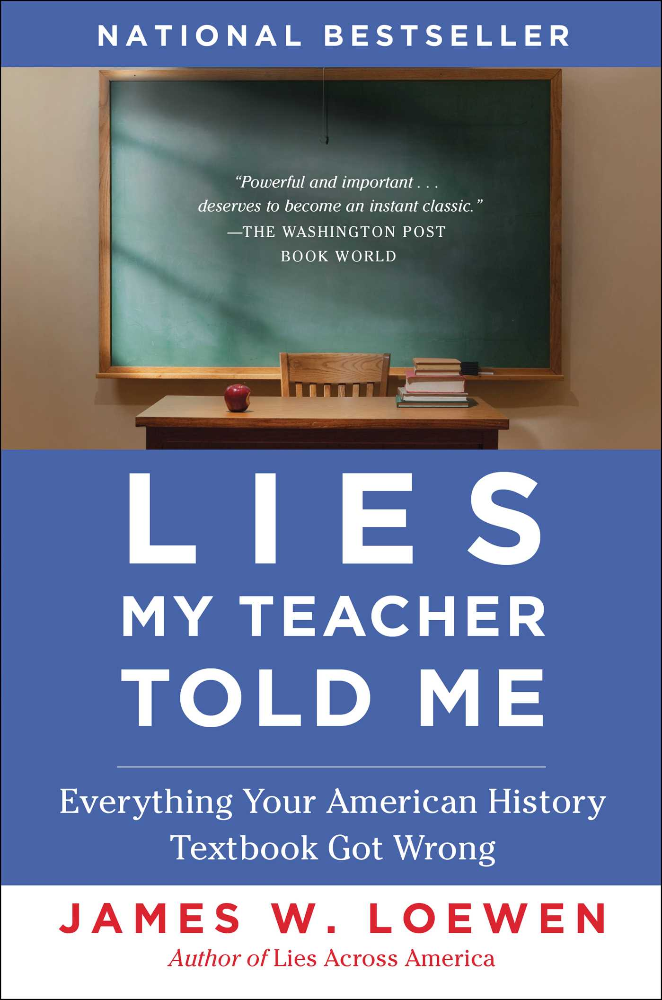 NATIONAL BESTSELLER
“Powerful and important . . .
deserves to become an instant classic.”
—THE WASHINGTON POST
BOOK WORLD
LIES
MY TEACHER
TOLD ME
Everything Your American History
Textbook Got Wrong
JAMES W. LOEWEN
Author of Lies Across America